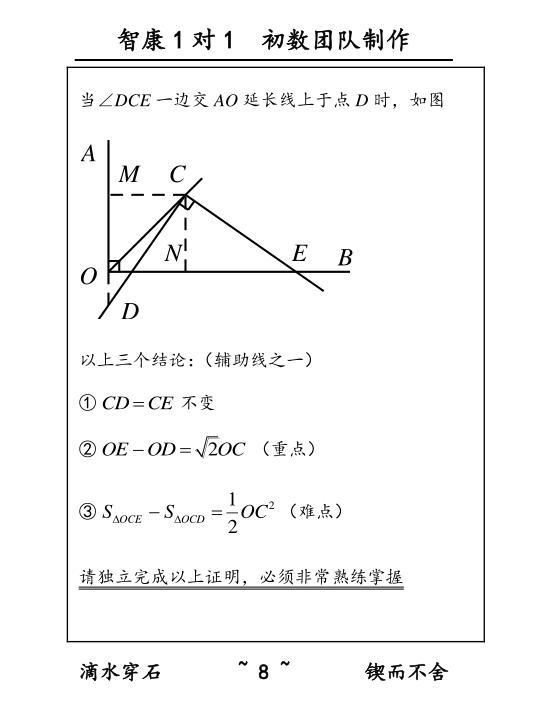 智康1对1 初数团队制作
当∠DCE一边交AO延长线上于点D时，如图
A
M C
N E B
O
D
以上三个结论：（辅助线之一）
① CD=CE 不变
② OE−OD=√2OC （重点）
③ S△OCE − S△OCD = 1/2 OC² （难点）
请独立完成以上证明，必须非常熟练掌握
滴水穿石 ~ 8 ~ 锲而不舍